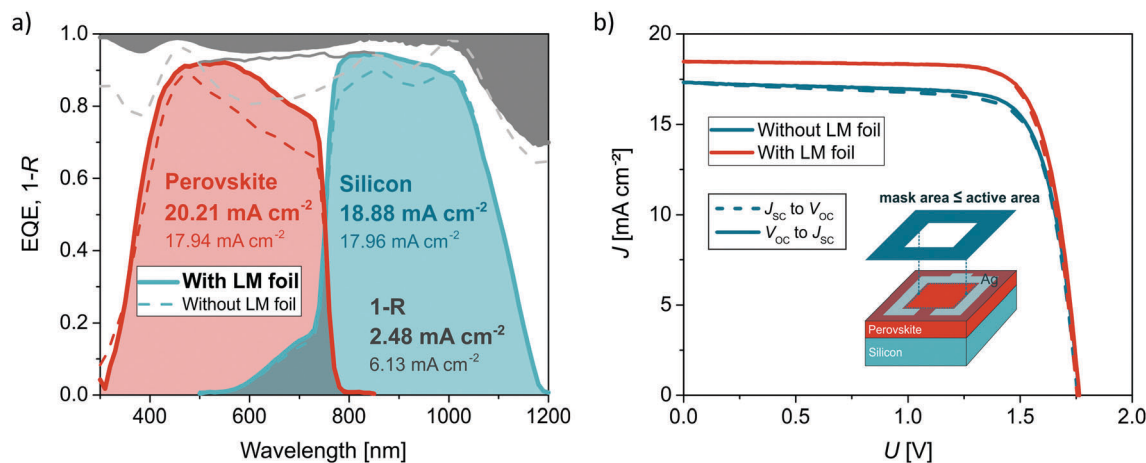 a)
EQE, 1-R
1.0
0.8
0.6
0.4
0.2
0.0
Perovskite
20.21 mA cm⁻²
17.94 mA cm⁻²
Silicon
18.88 mA cm⁻²
17.96 mA cm⁻²
With LM foil
Without LM foil
1-R
2.48 mA cm⁻²
6.13 mA cm⁻²
400 600 800 1000 1200
Wavelength [nm]
b)
J [mA cm⁻²]
20
15
10
5
0
Without LM foil
With LM foil
J_SC to V_OC
V_OC to J_SC
mask area ≤ active area
Ag
Perovskite
Silicon
0.0 0.5 1.0 1.5 2.0
U [V]